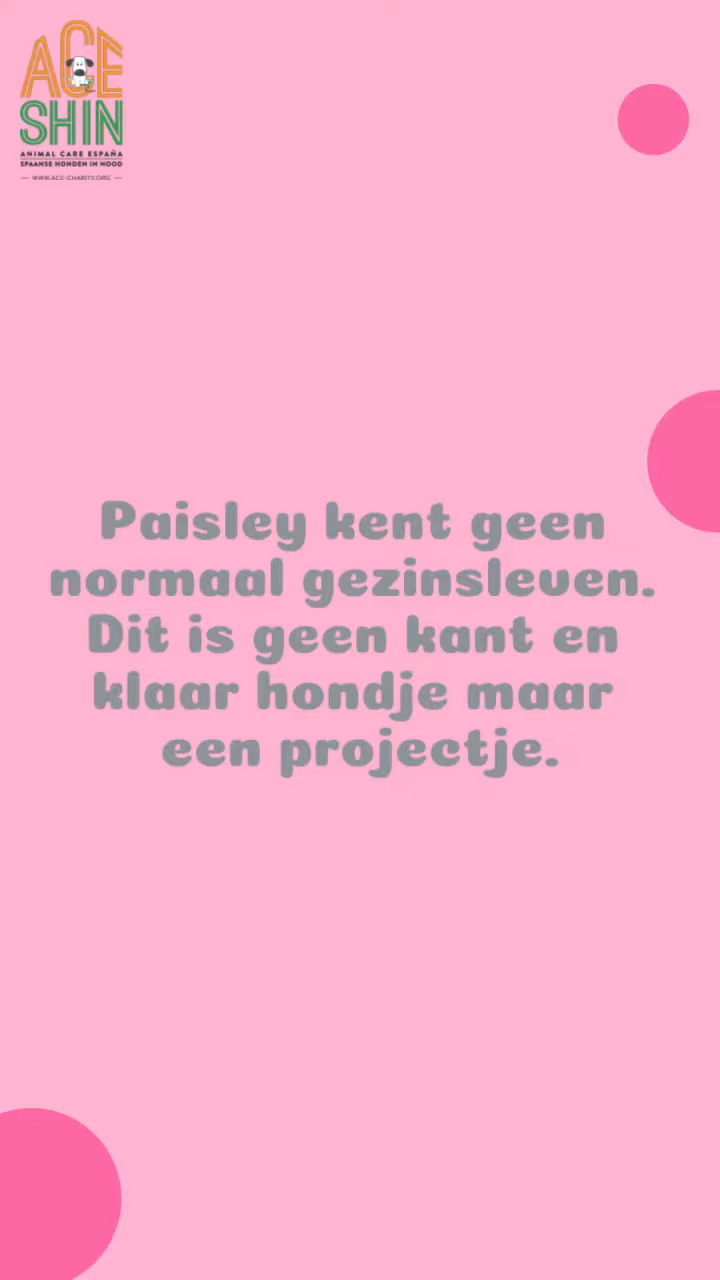 ACE
SHIN
ANIMAL CARE ESPAÑA
SPAANSE HONDEN IN NOOD
WWW.ACE-CHARITY.ORG
Paisley kent geen
normaal gezinsleven.
Dit is geen kant en
klaar hondje maar
een projectje.